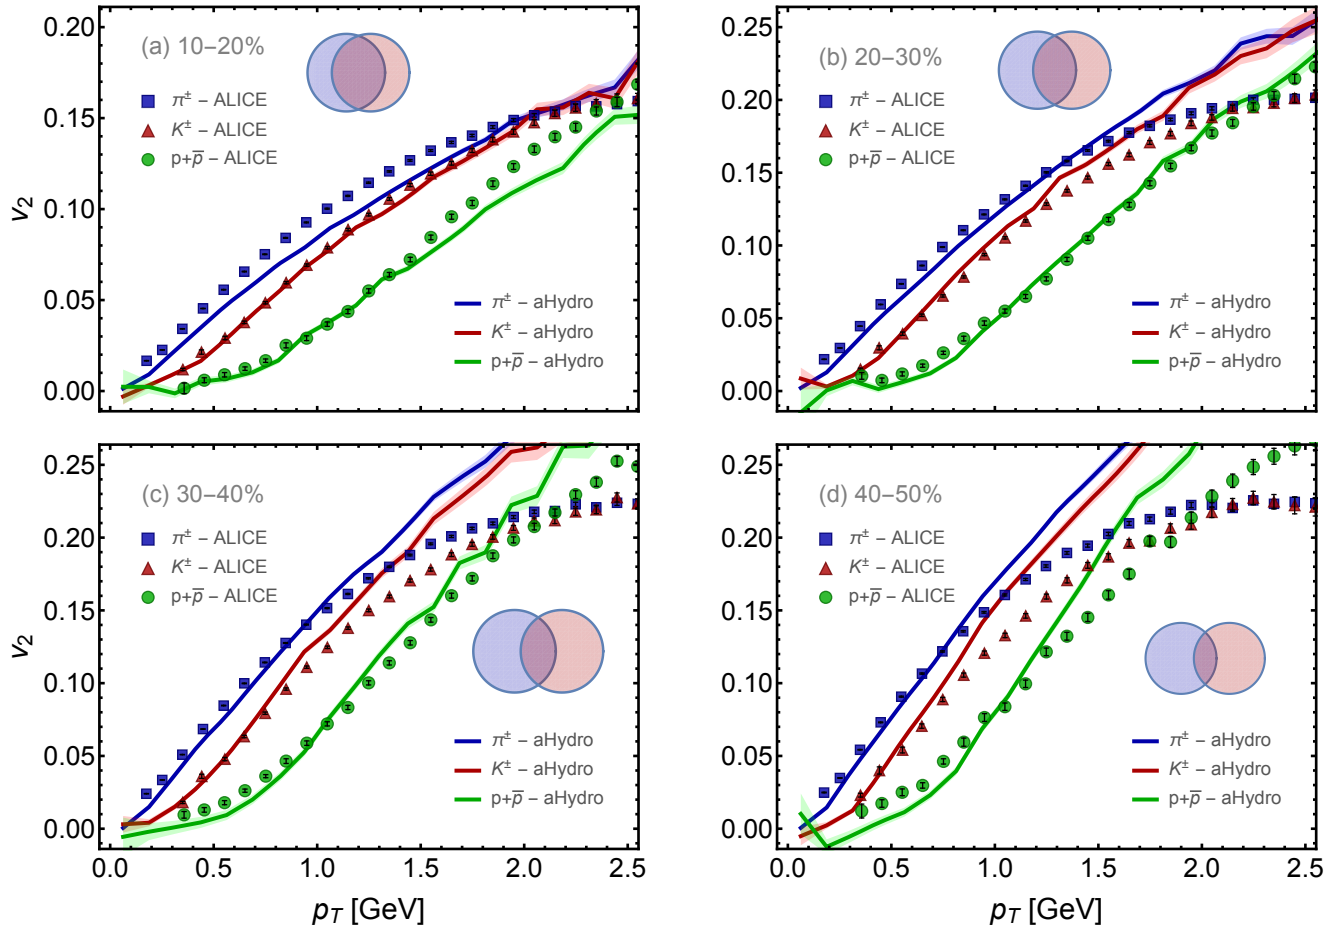 (a) 10–20%
π± – ALICE
K± – ALICE
p+p̅ – ALICE
π± – aHydro
K± – aHydro
p+p̅ – aHydro
v2
0.20
0.15
0.10
0.05
0.00
(b) 20–30%
π± – ALICE
K± – ALICE
p+p̅ – ALICE
π± – aHydro
K± – aHydro
p+p̅ – aHydro
0.25
0.20
0.15
0.10
0.05
0.00
(c) 30–40%
π± – ALICE
K± – ALICE
p+p̅ – ALICE
π± – aHydro
K± – aHydro
p+p̅ – aHydro
v2
0.25
0.20
0.15
0.10
0.05
0.00
0.0 0.5 1.0 1.5 2.0 2.5
pT [GeV]
(d) 40–50%
π± – ALICE
K± – ALICE
p+p̅ – ALICE
π± – aHydro
K± – aHydro
p+p̅ – aHydro
0.25
0.20
0.15
0.10
0.05
0.00
0.0 0.5 1.0 1.5 2.0 2.5
pT [GeV]